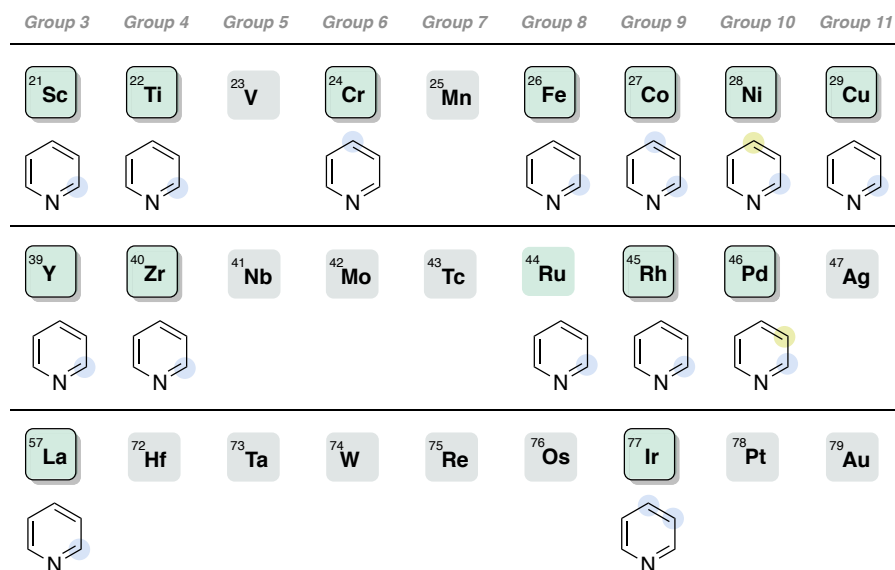 Group 3 Group 4 Group 5 Group 6 Group 7 Group 8 Group 9 Group 10 Group 11
21Sc 22Ti 23V 24Cr 25Mn 26Fe 27Co 28Ni 29Cu
N N N N N N N
39Y 40Zr 41Nb 42Mo 43Tc 44Ru 45Rh 46Pd 47Ag
N N N N N
57La 72Hf 73Ta 74W 75Re 76Os 77Ir 78Pt 79Au
N N